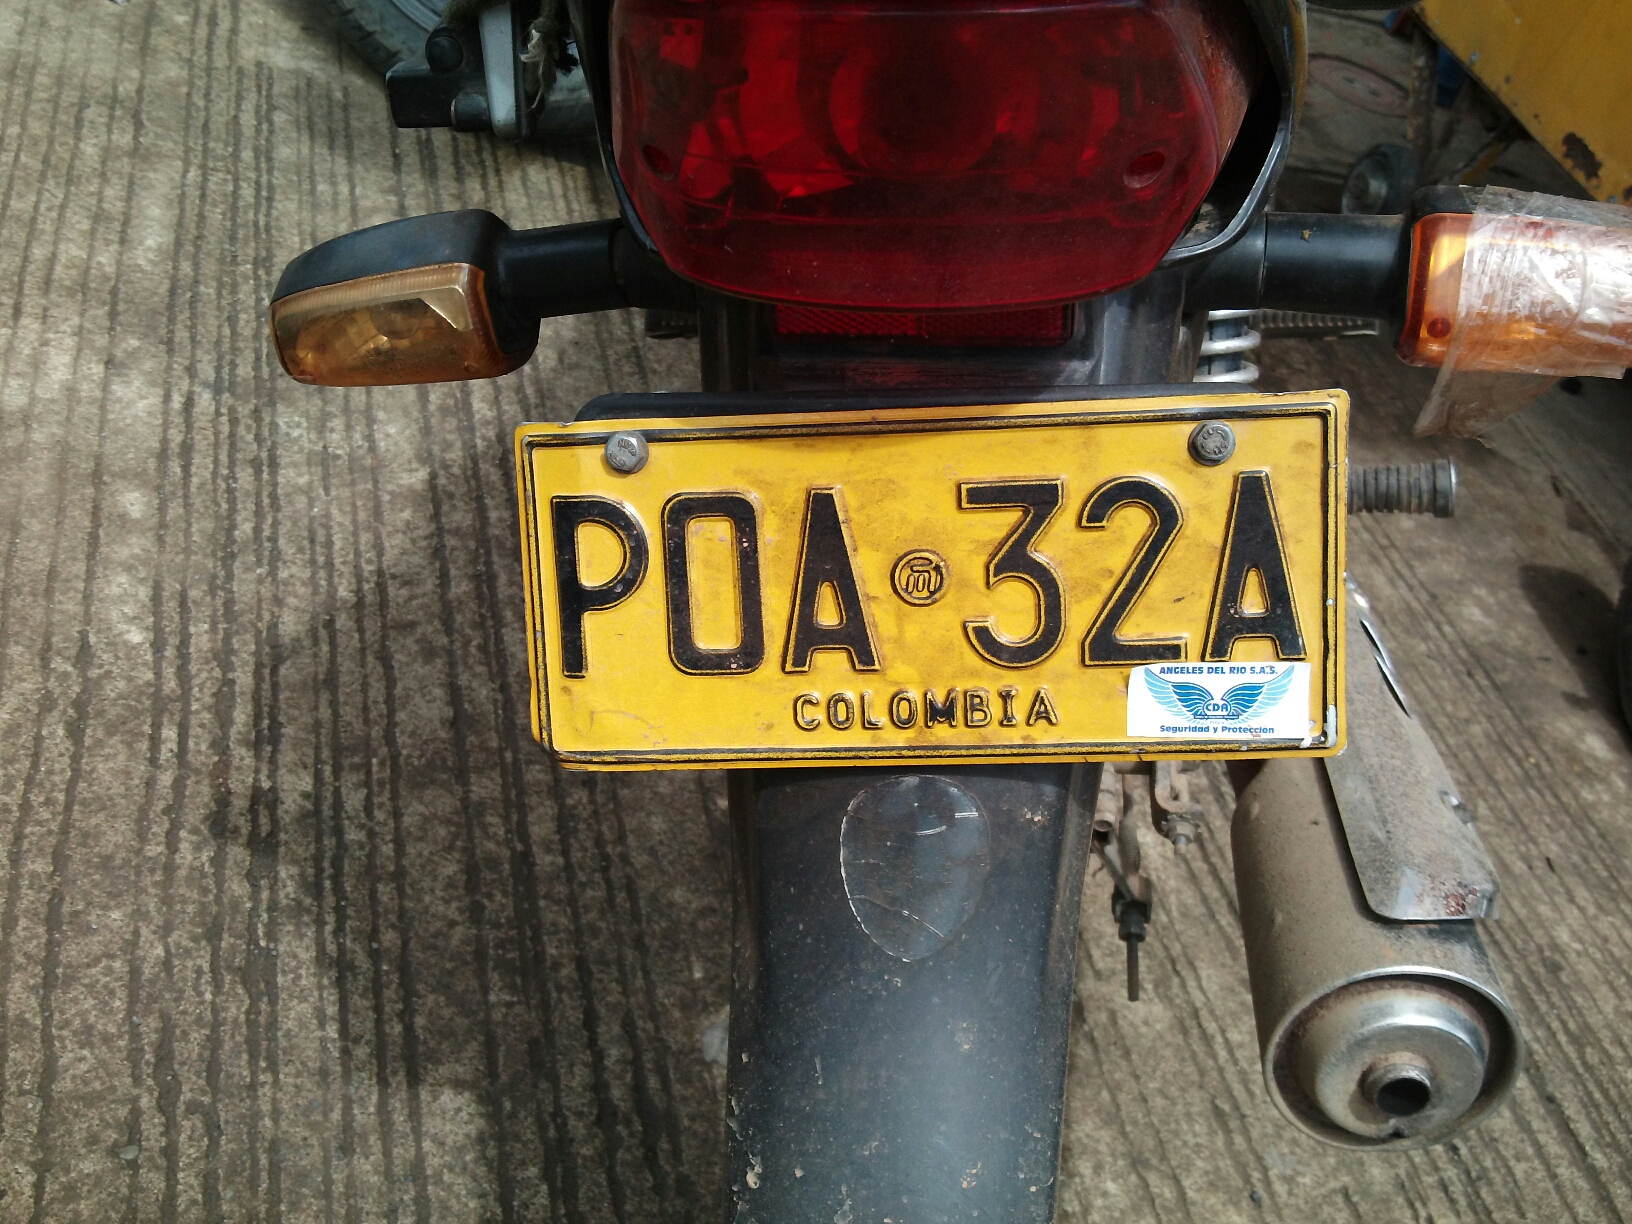 POA 32A
COLOMBIA
ANGELES DEL RIO S.A.S.
CDA
Seguridad y Protección